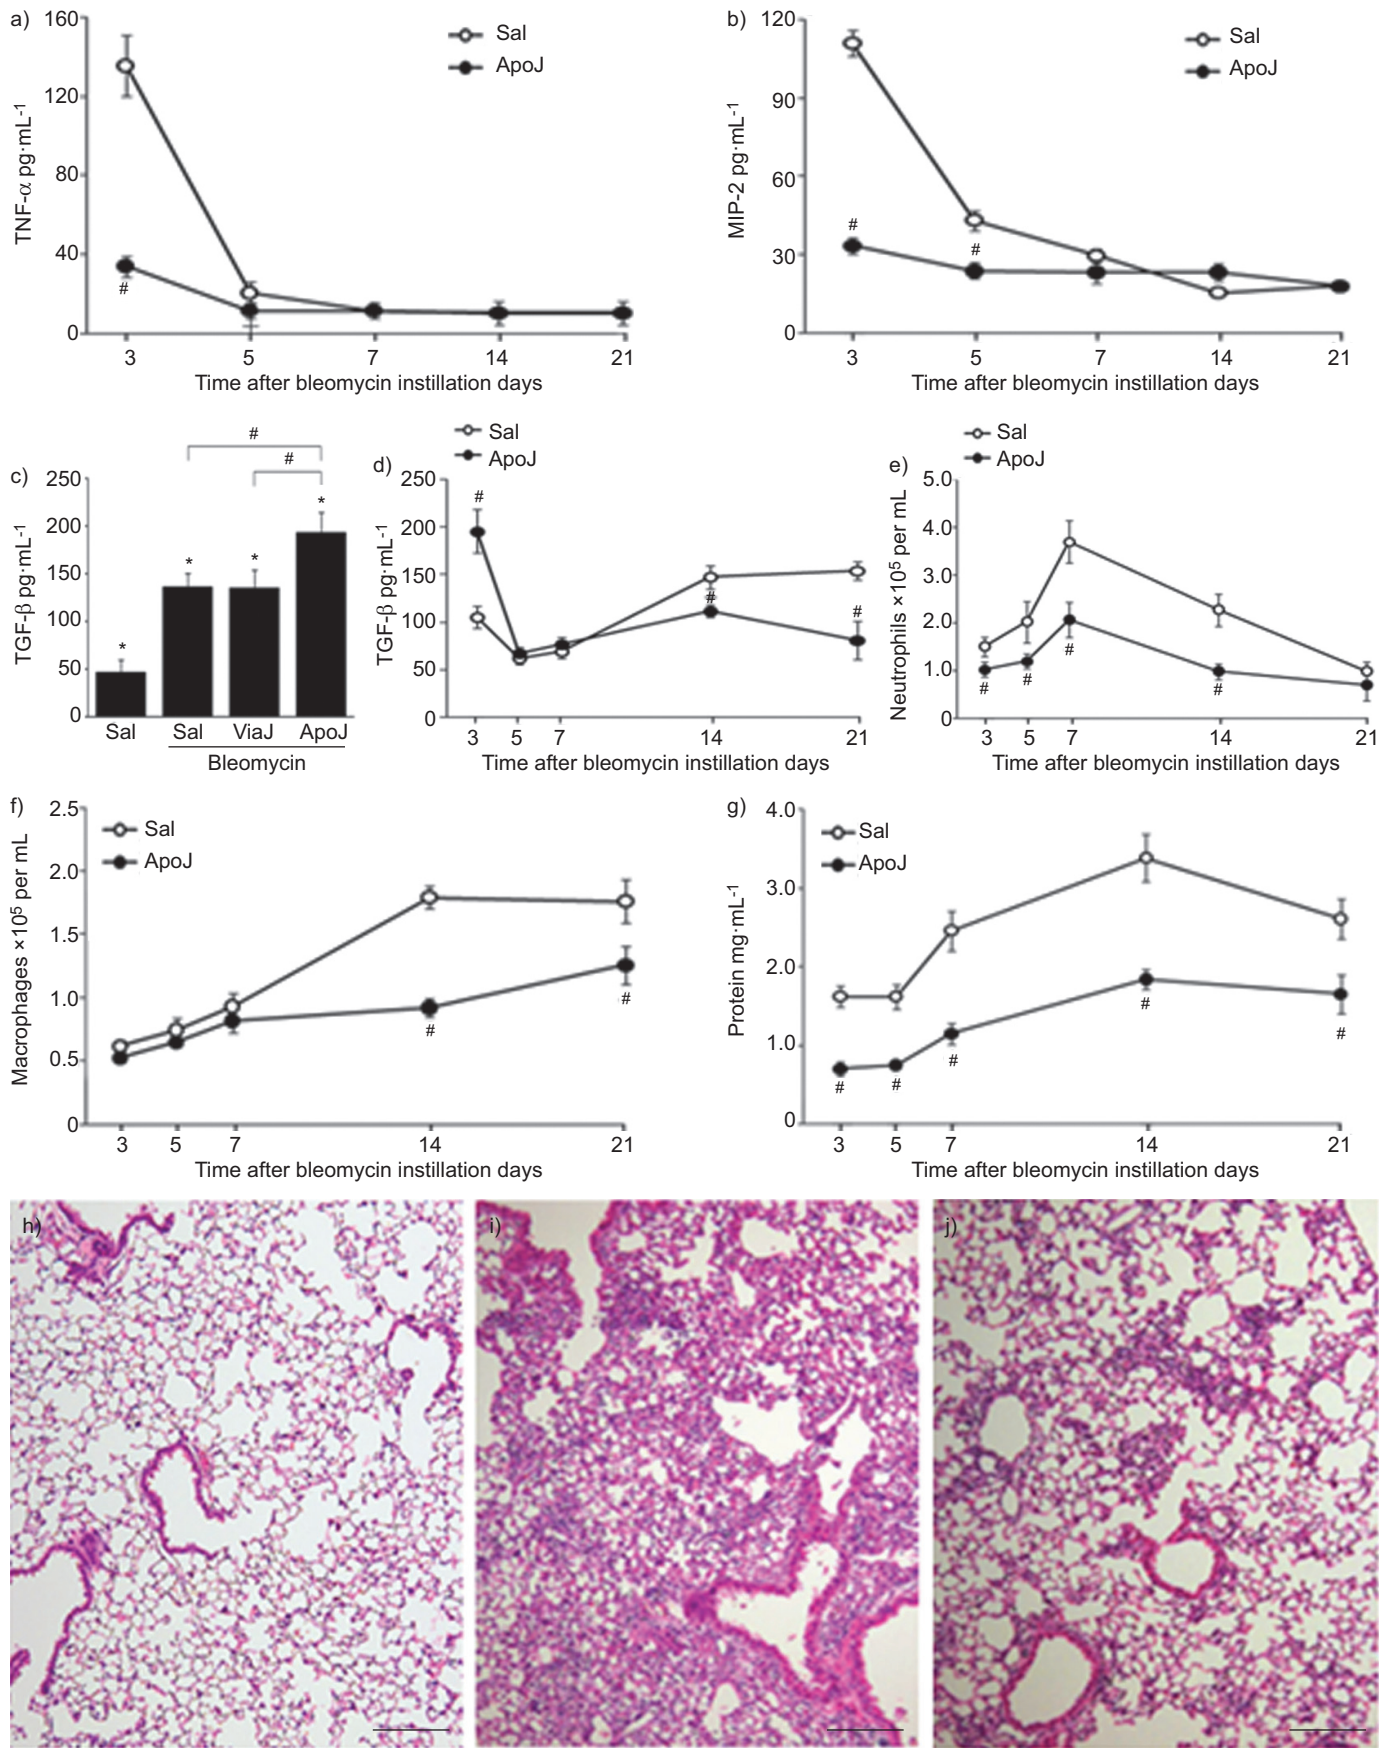 a)
160
120
80
40
0
TNF-α pg·mL-1
Sal
ApoJ
#
3 5 7 14 21
Time after bleomycin instillation days
b)
120
90
60
30
0
MIP-2 pg·mL-1
Sal
ApoJ
#
#
3 5 7 14 21
Time after bleomycin instillation days
c)
250
200
150
100
50
0
TGF-β pg·mL-1
#
#
*
*
*
*
Sal Sal ViaJ ApoJ
Bleomycin
d)
Sal
ApoJ
250
200
150
100
50
0
TGF-β pg·mL-1
#
#
#
3 5 7 14 21
Time after bleomycin instillation days
e)
Sal
ApoJ
5.0
4.0
3.0
2.0
1.0
0
Neutrophils ×10⁵ per mL
#
#
#
#
3 5 7 14 21
Time after bleomycin instillation days
f)
2.5
2.0
1.5
1.0
0.5
0
Macrophages ×10⁵ per mL
Sal
ApoJ
#
#
3 5 7 14 21
Time after bleomycin instillation days
g)
4.0
3.0
2.0
1.0
0
Protein mg·mL-1
Sal
ApoJ
#
#
#
#
#
3 5 7 14 21
Time after bleomycin instillation days
h)
i)
j)